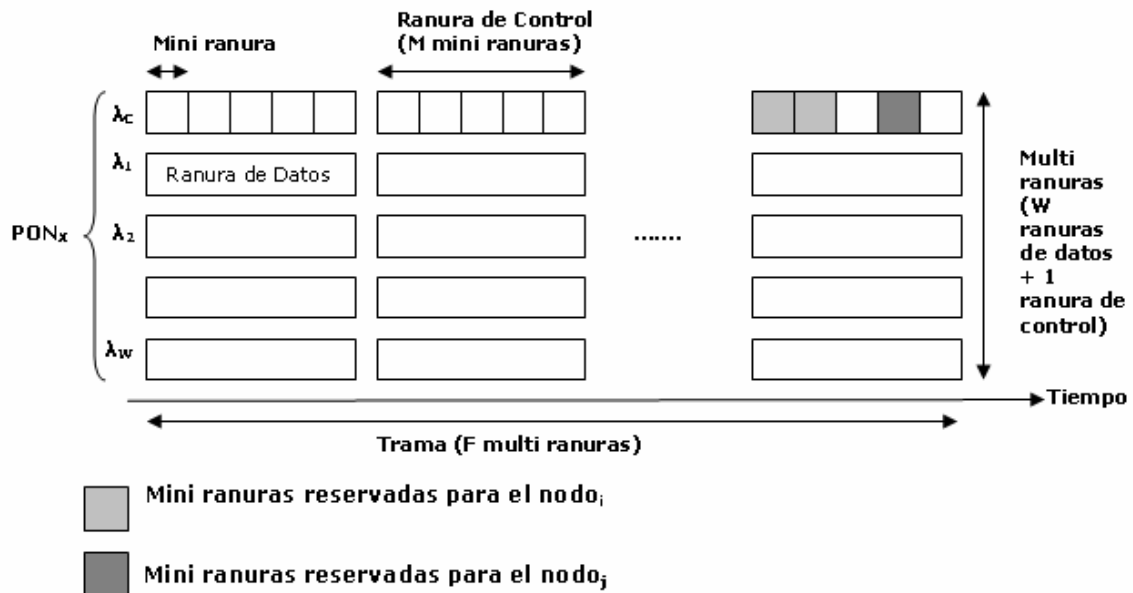 Ranura de Control
(M mini ranuras)
Mini ranura
λC
λ1
Ranura de Datos
PONx
λ2
.......
λW
Multi
ranuras
(W
ranuras
de datos
+ 1
ranura de
control)
Tiempo
Trama (F multi ranuras)
Mini ranuras reservadas para el nodoi
Mini ranuras reservadas para el nodoj